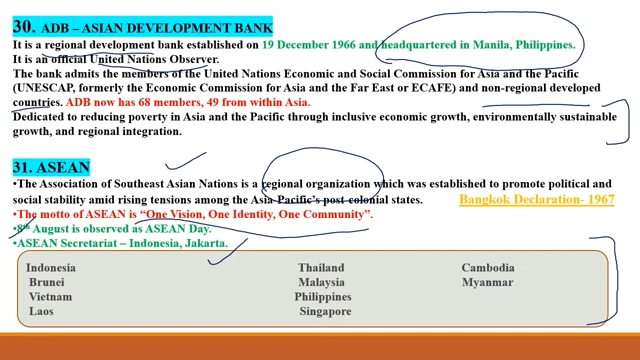 30. ADB – ASIAN DEVELOPMENT BANK
It is a regional development bank established on 19 December 1966 and headquartered in Manila, Philippines.
It is an official United Nations Observer.
The bank admits the members of the United Nations Economic and Social Commission for Asia and the Pacific
(UNESCAP, formerly the Economic Commission for Asia and the Far East or ECAFE) and non-regional developed
countries. ADB now has 68 members, 49 from within Asia.
Dedicated to reducing poverty in Asia and the Pacific through inclusive economic growth, environmentally sustainable
growth, and regional integration.
31. ASEAN
•The Association of Southeast Asian Nations is a regional organization which was established to promote political and
social stability amid rising tensions among the Asia-Pacific's post-colonial states. Bangkok Declaration- 1967
•The motto of ASEAN is “One Vision, One Identity, One Community”.
•8th August is observed as ASEAN Day.
•ASEAN Secretariat – Indonesia, Jakarta.
Indonesia Thailand Cambodia
Brunei Malaysia Myanmar
Vietnam Philippines
Laos Singapore